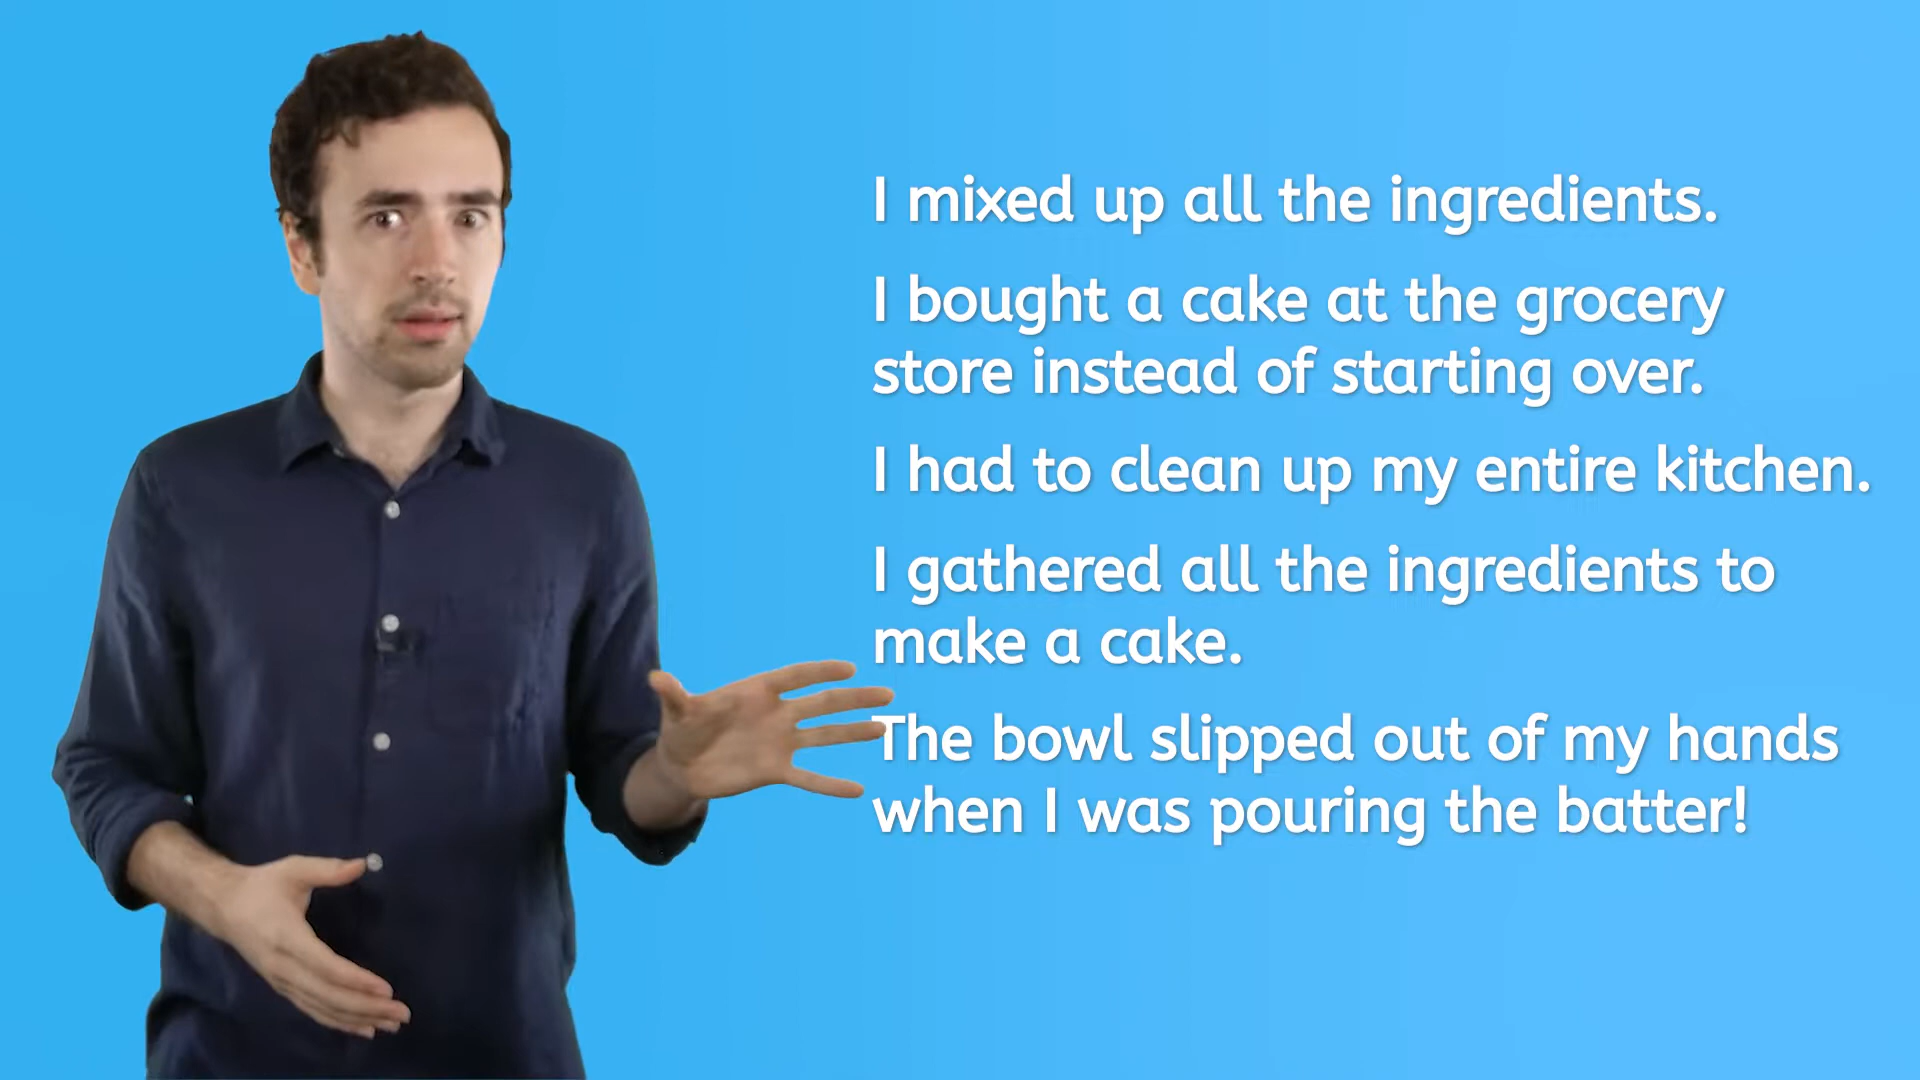 I mixed up all the ingredients.
I bought a cake at the grocery
store instead of starting over.
I had to clean up my entire kitchen.
I gathered all the ingredients to
make a cake.
The bowl slipped out of my hands
when I was pouring the batter!